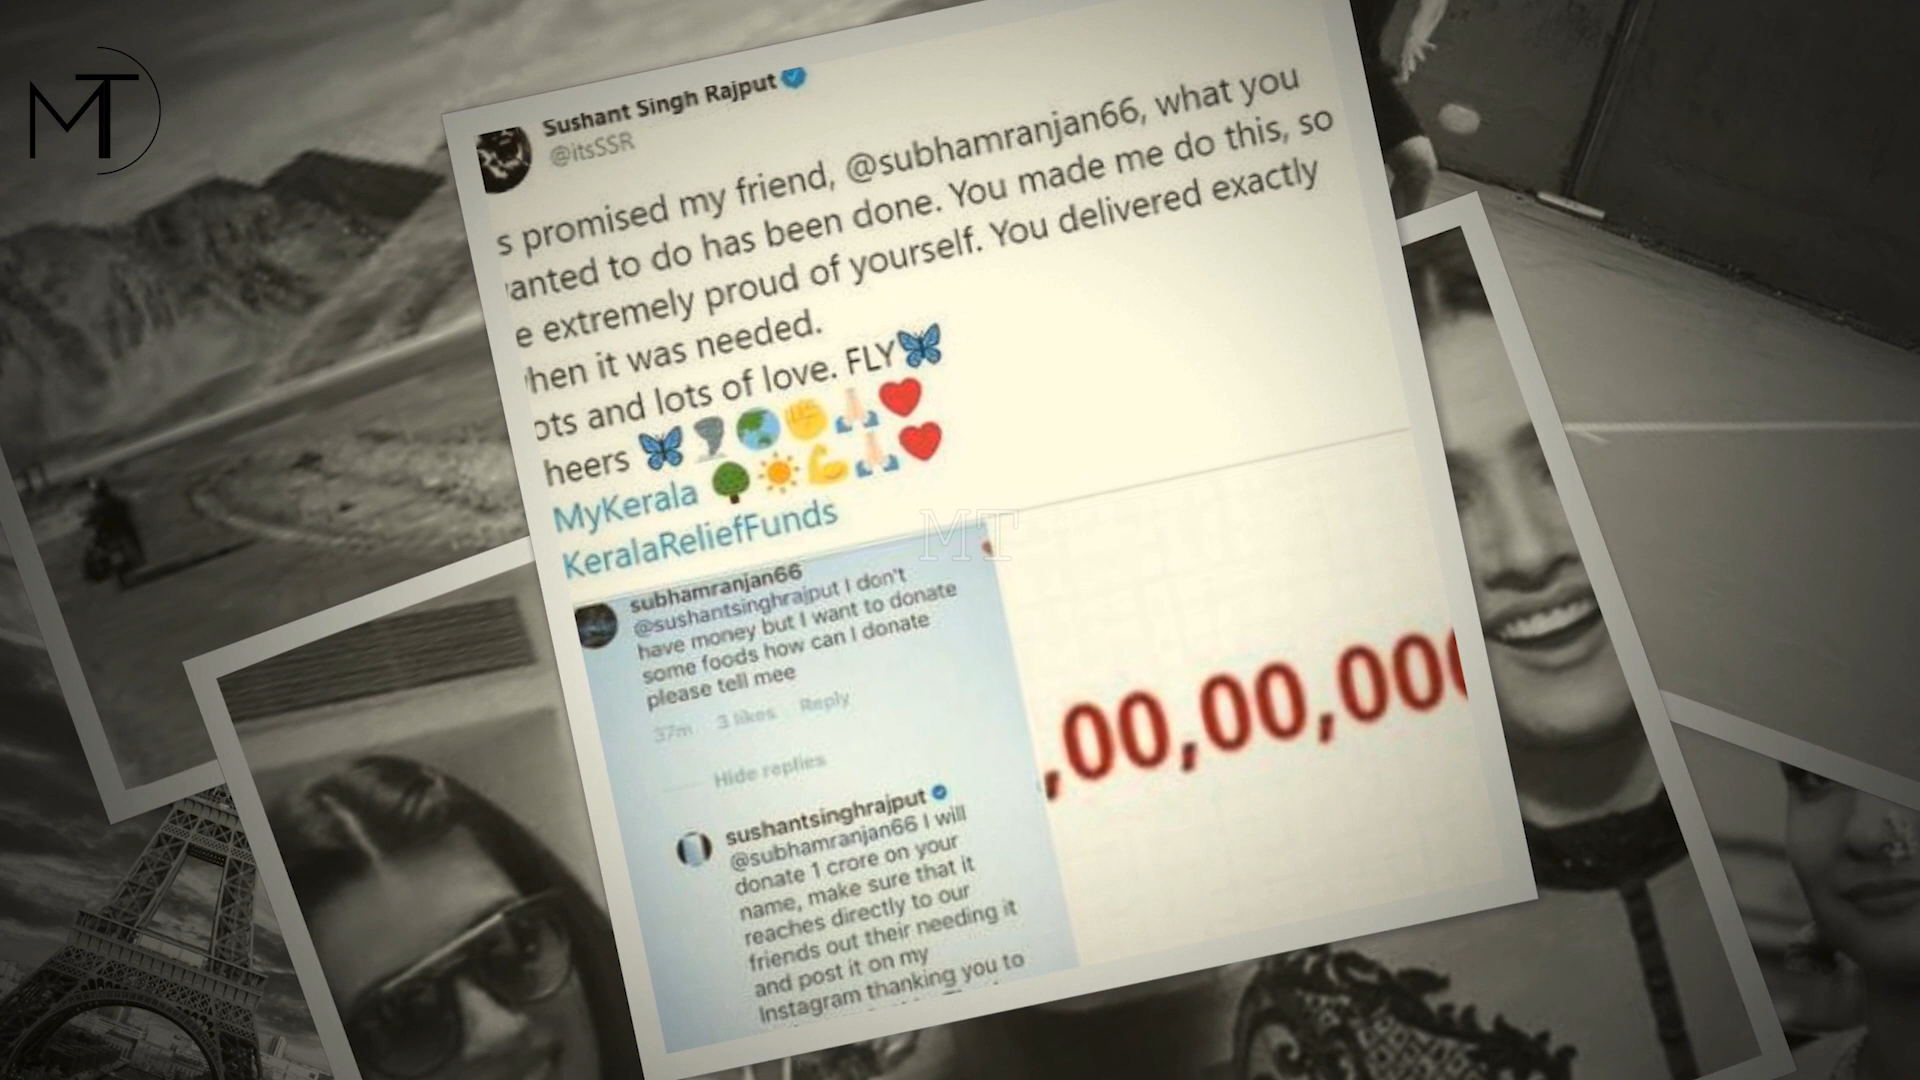 MT
Sushant Singh Rajput
@itsSSR
s promised my friend, @subhamranjan66, what you
anted to do has been done. You made me do this, so
e extremely proud of yourself. You delivered exactly
hen it was needed.
ots and lots of love. FLY🦋
heers 🦋🌪🌏✊🙏🏻❤
MyKerala 🌳☀💪🙏🏻❤
KeralaReliefFunds
MT
subhamranjan66
@sushantsinghrajput I don't
have money but I want to donate
some foods how can I donate
please tell mee
37m 3 likes Reply
Hide replies
sushantsinghrajput
@subhamranjan66 I will
donate 1 crore on your
name, make sure that it
reaches directly to our
friends out their needing it
and post it on my
Instagram thanking you to
,00,00,000